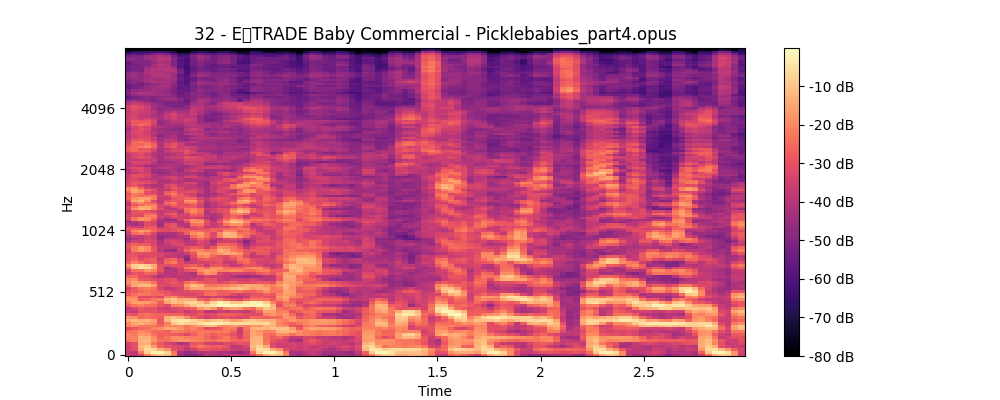 32 - E▯TRADE Baby Commercial - Picklebabies_part4.opus
4096
2048
1024
512
0
Hz
0
0.5
1
1.5
2
2.5
Time
-10 dB
-20 dB
-30 dB
-40 dB
-50 dB
-60 dB
-70 dB
-80 dB